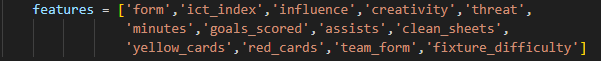 features = ['form','ict_index','influence','creativity','threat',
'minutes','goals_scored','assists','clean_sheets',
'yellow_cards','red_cards','team_form','fixture_difficulty']